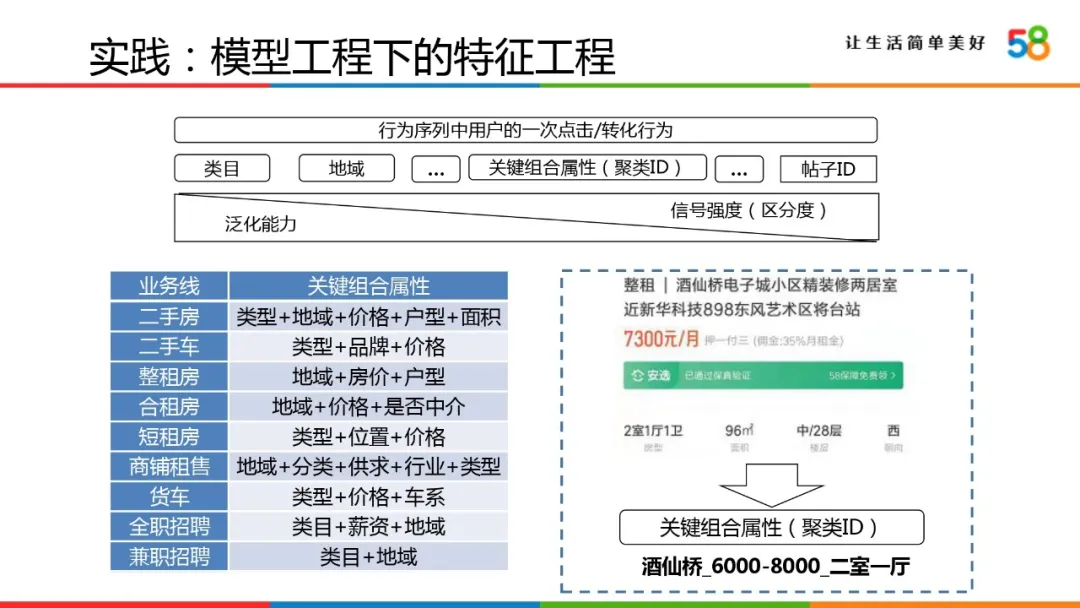 实践：模型工程下的特征工程
让生活简单美好
58
行为序列中用户的一次点击/转化行为
类目 地域 ... 关键组合属性（聚类ID） ... 帖子ID
泛化能力 信号强度（区分度）
业务线 关键组合属性
二手房 类型+地域+价格+户型+面积
二手车 类型+品牌+价格
整租房 地域+房价+户型
合租房 地域+价格+是否中介
短租房 类型+位置+价格
商铺租售 地域+分类+供求+行业+类型
货车 类型+价格+车系
全职招聘 类目+薪资+地域
兼职招聘 类目+地域
整租 | 酒仙桥电子城小区精装修两居室
近新华科技898东风艺术区将台站
7300元/月 押一付三 (佣金:35%月租金)
安选 已通过保真验证 58保障免费领 >
2室1厅1卫 96㎡ 中/28层 西
房型 面积 楼层 朝向
关键组合属性（聚类ID）
酒仙桥_6000-8000_二室一厅